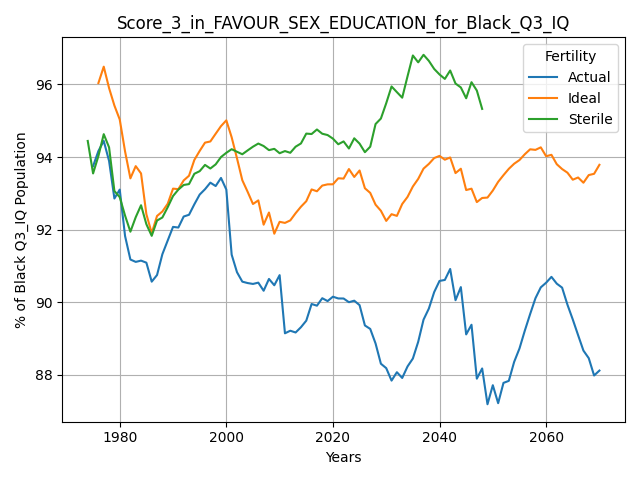 Score_3_in_FAVOUR_SEX_EDUCATION_for_Black_Q3_IQ
Fertility
Actual
Ideal
Sterile
% of Black Q3_IQ Population
96
94
92
90
88
1980
2000
2020
2040
2060
Years